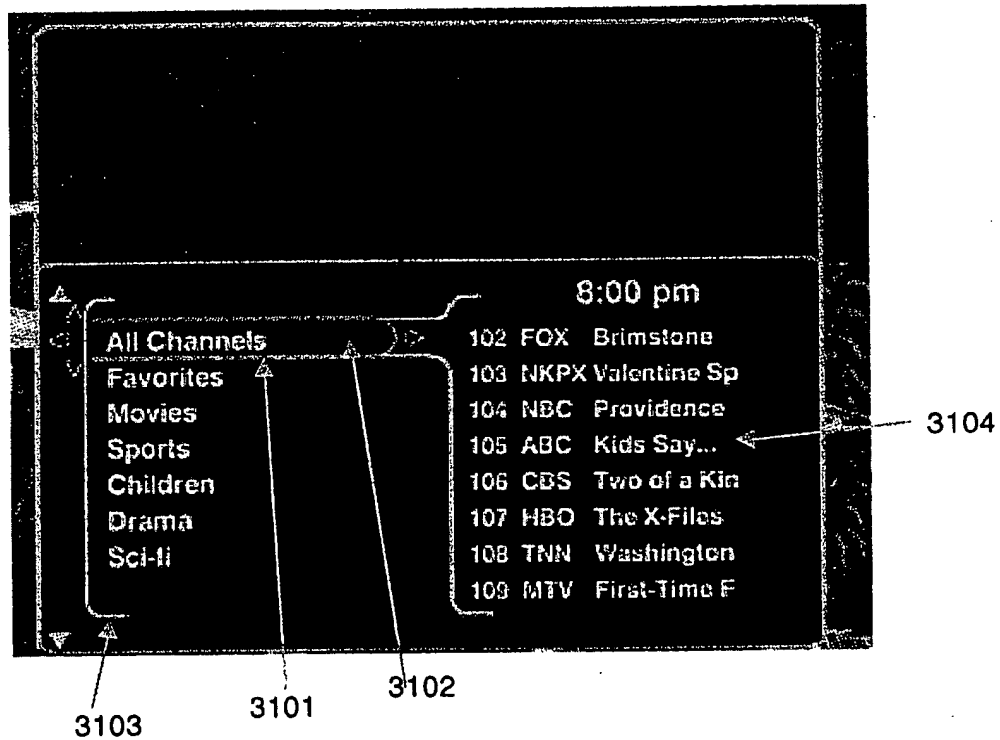 8:00 pm
All Channels
Favorites
Movies
Sports
Children
Drama
Sci-fi
102 FOX Brimstone
103 NKPX Valentine Sp
104 NBC Providence
105 ABC Kids Say...
106 CBS Two of a Kin
107 HBO The X-Files
108 TNN Washington
109 MTV First-Time F
3104
3102
3101
3103